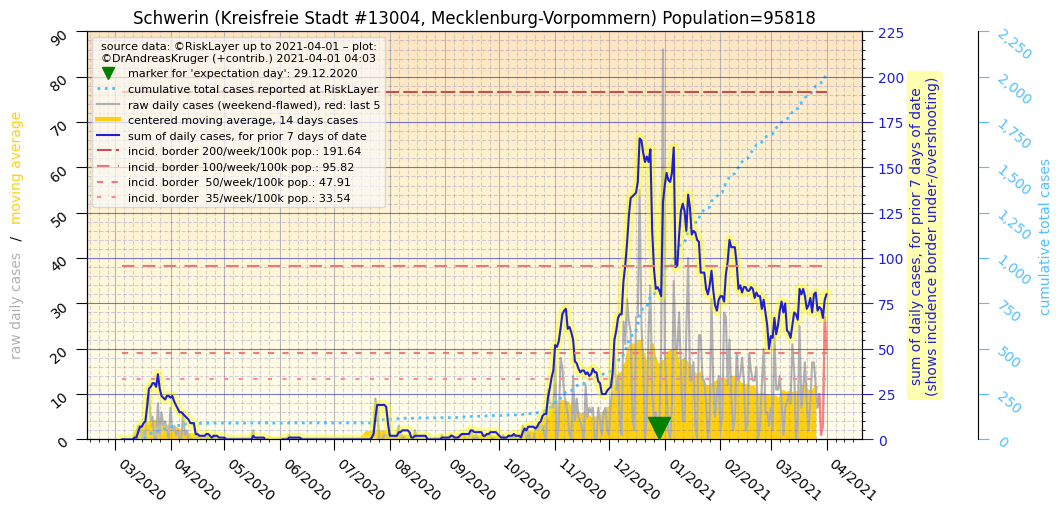 Schwerin (Kreisfreie Stadt #13004, Mecklenburg-Vorpommern) Population=95818
source data: ©RiskLayer up to 2021-04-01 – plot:
©DrAndreasKruger (+contrib.) 2021-04-01 04:03
marker for 'expectation day': 29.12.2020
cumulative total cases reported at RiskLayer
raw daily cases (weekend-flawed), red: last 5
centered moving average, 14 days cases
sum of daily cases, for prior 7 days of date
incid. border 200/week/100k pop.: 191.64
incid. border 100/week/100k pop.: 95.82
incid. border  50/week/100k pop.: 47.91
incid. border  35/week/100k pop.: 33.54
raw daily cases  /  moving average
90
80
70
60
50
40
30
20
10
0
03/2020
04/2020
05/2020
06/2020
07/2020
08/2020
09/2020
10/2020
11/2020
12/2020
01/2021
02/2021
03/2021
04/2021
225
200
175
150
125
100
75
50
25
0
sum of daily cases, for prior 7 days of date
(shows incidence border under-/overshooting)
2,250
2,000
1,750
1,500
1,250
1,000
750
500
250
0
cumulative total cases